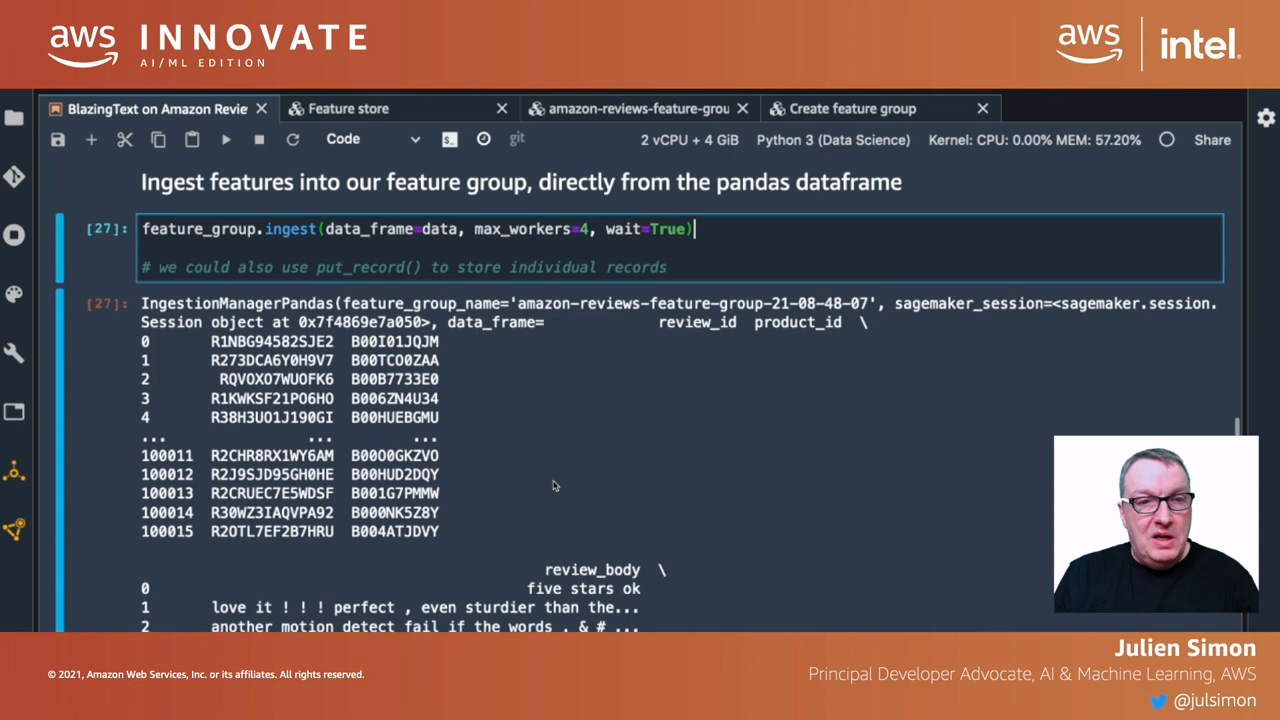 aws INNOVATE
AI/ML EDITION
aws intel.
BlazingText on Amazon Revie
Feature store
amazon-reviews-feature-grou
Create feature group
Code
git
2 vCPU + 4 GiB
Python 3 (Data Science)
Kernel: CPU: 0.00% MEM: 57.20%
Share
Ingest features into our feature group, directly from the pandas dataframe
[27]: feature_group.ingest(data_frame=data, max_workers=4, wait=True)
# we could also use put_record() to store individual records
[27]: IngestionManagerPandas(feature_group_name='amazon-reviews-feature-group-21-08-48-07', sagemaker_session=<sagemaker.session.
Session object at 0x7f4869e7a050>, data_frame= review_id product_id \
0 R1NBG94582SJE2 B00I01JQJM
1 R273DCA6Y0H9V7 B00TCO0ZAA
2 RQVOXO7WUOFK6 B00B7733E0
3 R1KWKSF21PO6HO B006ZN4U34
4 R38H3UO1J190GI B00HUEBGMU
... ... ...
100011 R2CHR8RX1WY6AM B00O0GKZVO
100012 R2J9SJD95GH0HE B00HUD2DQY
100013 R2CRUEC7E5WDSF B001G7PMMW
100014 R30WZ3IAQVPA92 B000NK5Z8Y
100015 R2OTL7EF2B7HRU B004ATJDVY
review_body \
0 five stars ok
1 love it ! ! ! perfect , even sturdier than the...
2 another motion detect fail if the words . & # ...
Julien Simon
Principal Developer Advocate, AI & Machine Learning, AWS
@julsimon
© 2021, Amazon Web Services, Inc. or its affiliates. All rights reserved.